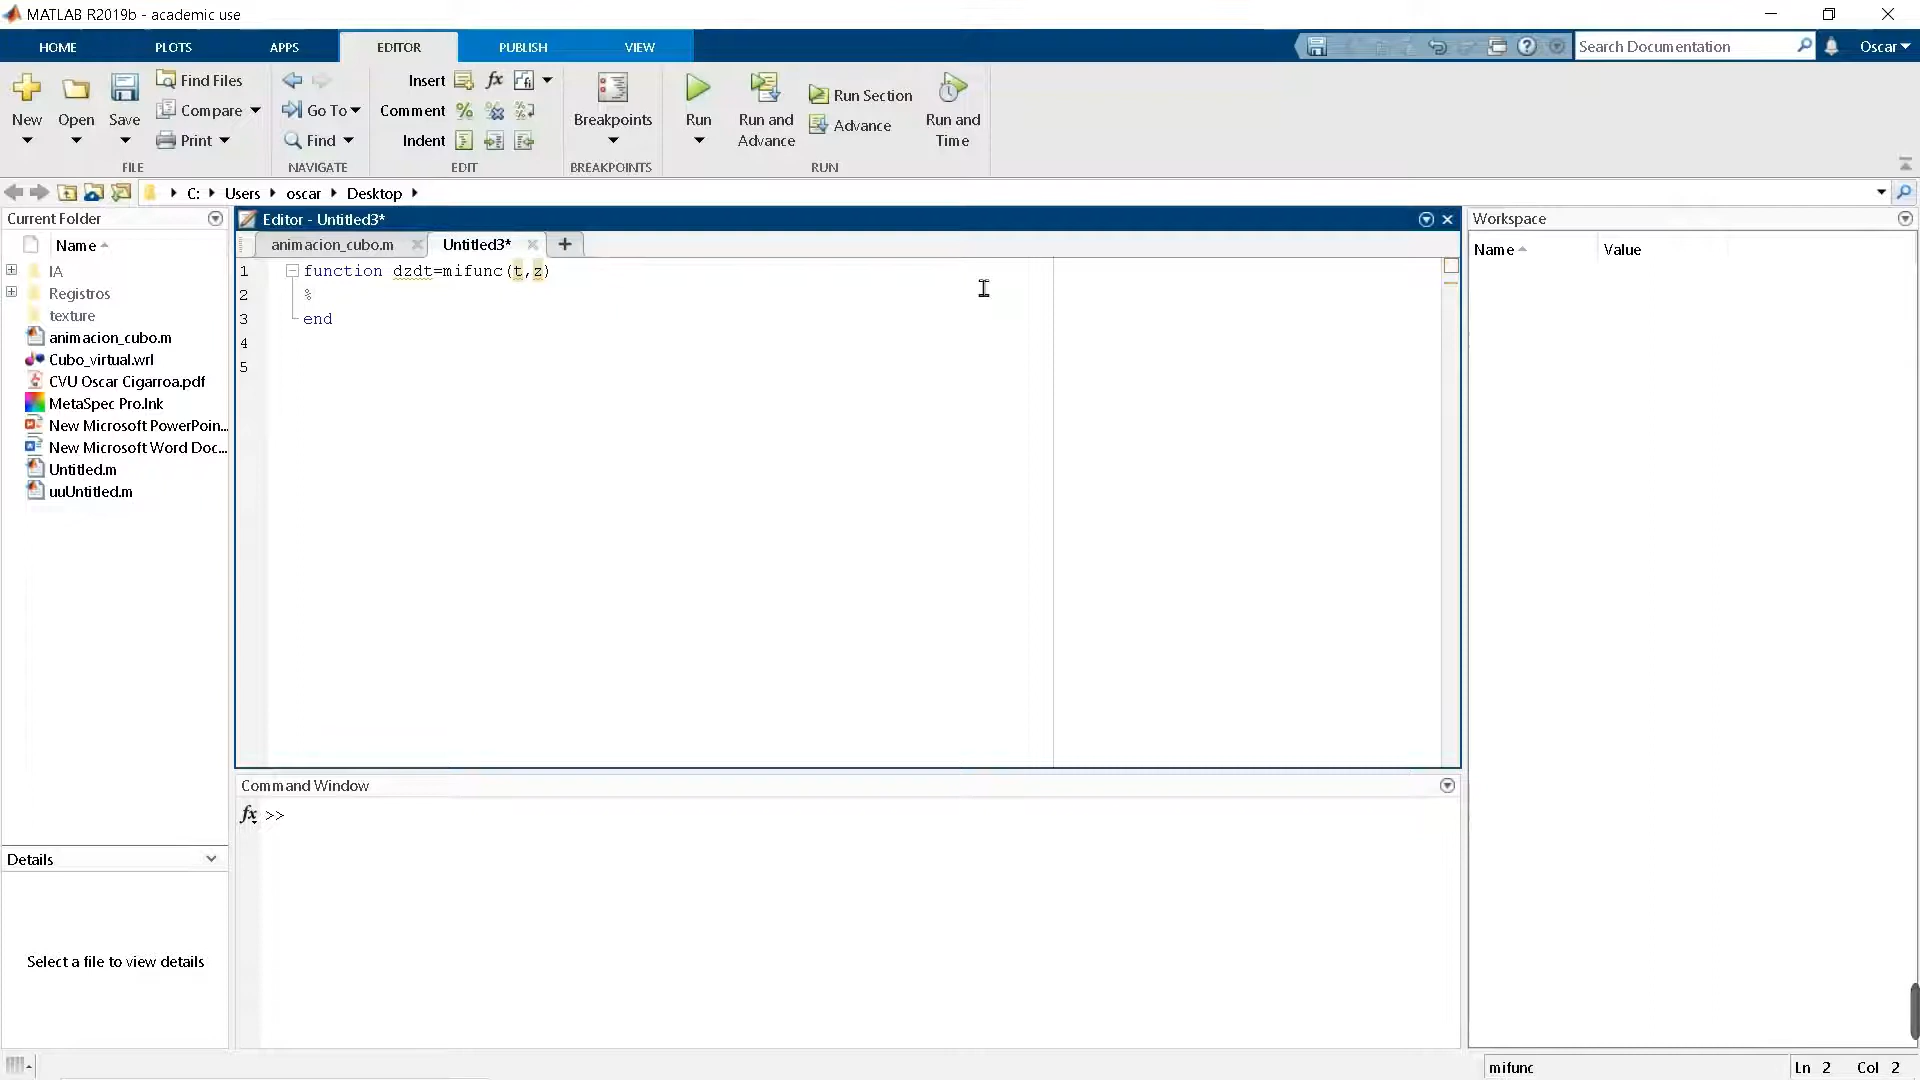 MATLAB R2019b - academic use
HOME PLOTS APPS EDITOR PUBLISH VIEW Search Documentation Oscar
New Open Save Find Files Compare Print
Go To Find
Insert fx
Comment
Indent
Breakpoints
Run Run and Advance Run Section Advance Run and Time
FILE NAVIGATE EDIT BREAKPOINTS RUN
C: Users oscar Desktop
Current Folder
Name
IA
Registros
texture
animacion_cubo.m
Cubo_virtual.wrl
CVU Oscar Cigarroa.pdf
MetaSpec Pro.lnk
New Microsoft PowerPoin...
New Microsoft Word Doc...
Untitled.m
uuUntitled.m
Details
Select a file to view details
Editor - Untitled3*
animacion_cubo.m Untitled3* +
1 function dzdt=mifunc(t,z)
2 %
3 end
4
5
Command Window
fx >>
Workspace
Name Value
mifunc Ln 2 Col 2